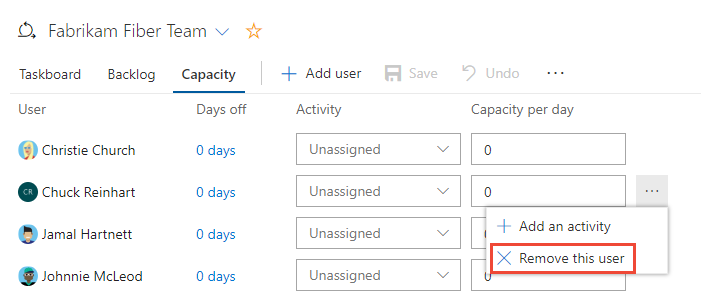 Fabrikam Fiber Team
Taskboard Backlog Capacity Add user Save Undo
User Days off Activity Capacity per day
Christie Church 0 days Unassigned 0
CR Chuck Reinhart 0 days Unassigned 0
Add an activity
Jamal Hartnett 0 days Unassigned
Remove this user
Johnnie McLeod 0 days Unassigned 0